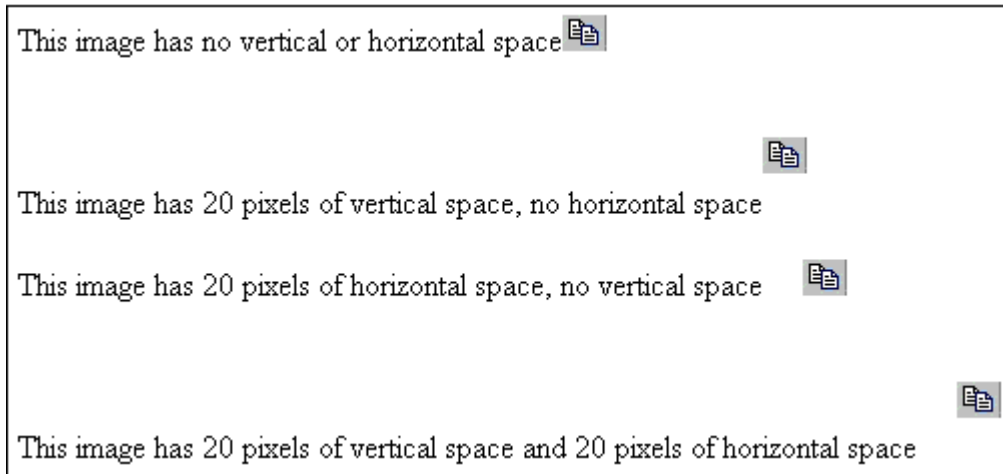 This image has no vertical or horizontal space
This image has 20 pixels of vertical space, no horizontal space
This image has 20 pixels of horizontal space, no vertical space
This image has 20 pixels of vertical space and 20 pixels of horizontal space